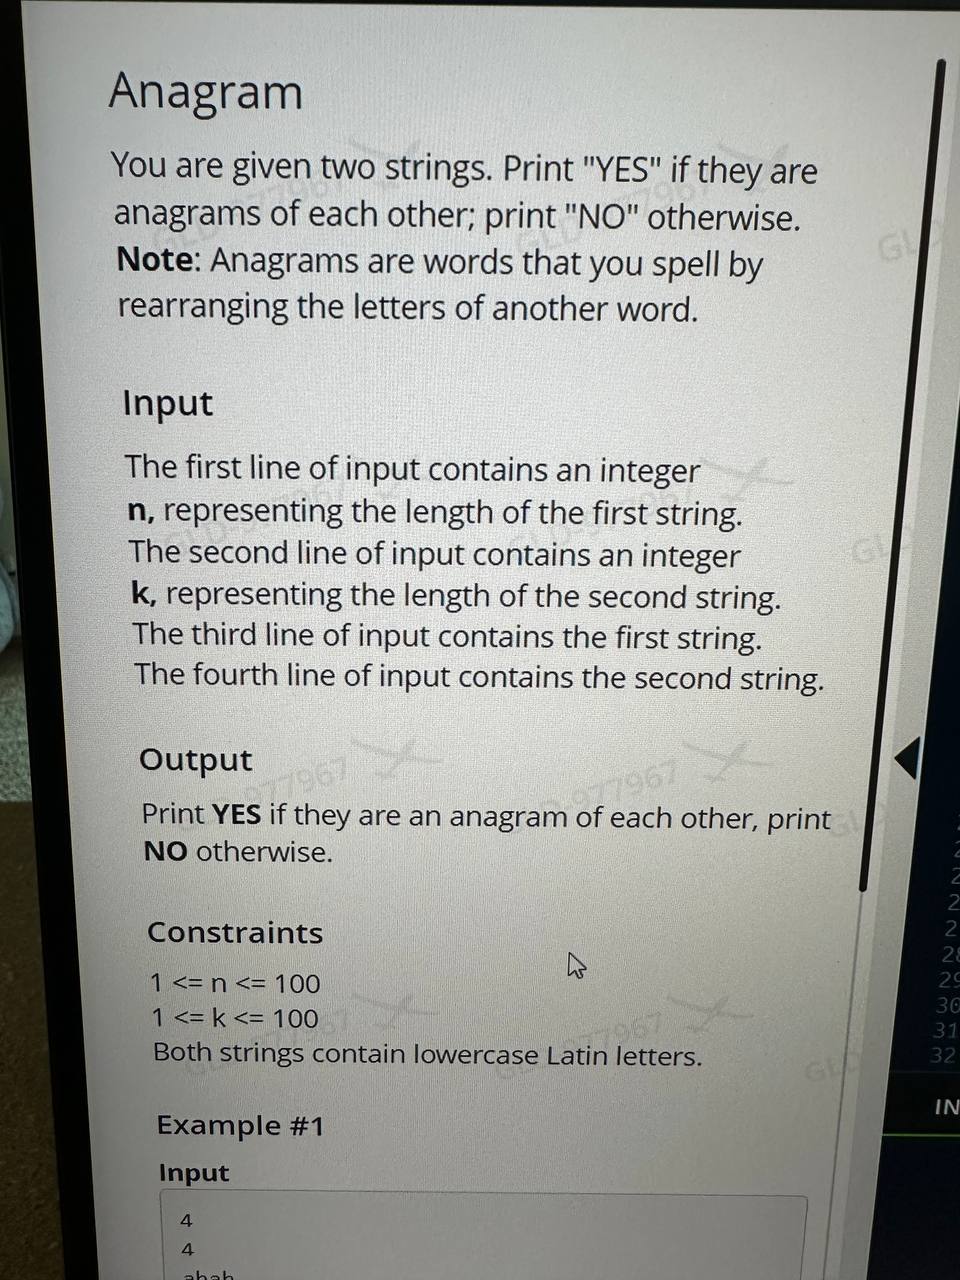 Anagram
You are given two strings. Print "YES" if they are
anagrams of each other; print "NO" otherwise.
Note: Anagrams are words that you spell by
rearranging the letters of another word.
Input
The first line of input contains an integer
n, representing the length of the first string.
The second line of input contains an integer
k, representing the length of the second string.
The third line of input contains the first string.
The fourth line of input contains the second string.
Output
Print YES if they are an anagram of each other, print
NO otherwise.
Constraints
1 <= n <= 100
1 <= k <= 100
Both strings contain lowercase Latin letters.
Example #1
Input
4
4
28
29
30
31
32
IN